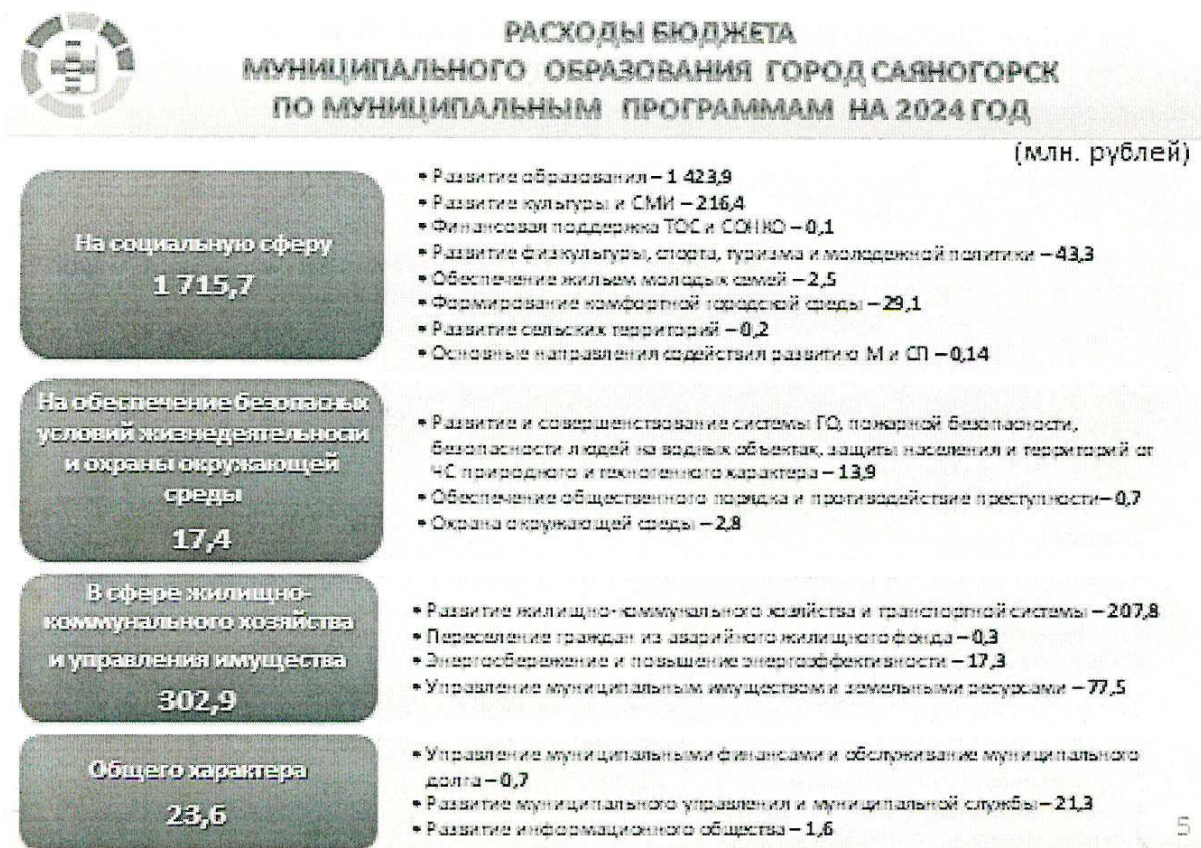 РАСХОДЫ БЮДЖЕТА
МУНИЦИПАЛЬНОГО ОБРАЗОВАНИЯ ГОРОД САЯНОГОРСК
ПО МУНИЦИПАЛЬНЫМ ПРОГРАММАМ НА 2024 ГОД
(млн. рублей)
На социальную сферу
1 715,7
• Развитие образования – 1 423,9
• Развитие культуры и СМИ – 216,4
• Финансовая поддержка ТОС и СОНКО – 0,1
• Развитие физкультуры, спорта, туризма и молодежной политики – 43,3
• Обеспечение жильем молодых семей – 2,5
• Формирование комфортной городской среды – 29,1
• Развитие сельских территорий – 0,2
• Основные направления содействия развитию М и СП – 0,14
На обеспечение безопасных
условий жизнедеятельности
и охраны окружающей
среды
17,4
• Развитие и совершенствование системы ГО, пожарной безопасности,
безопасности людей на водных объектах, защиты населения и территорий от
ЧС природного и техногенного характера – 13,9
• Обеспечение общественного порядка и противодействие преступности– 0,7
• Охрана окружающей среды – 2,8
В сфере жилищно-
коммунального хозяйства
и управления имущества
302,9
• Развитие жилищно-коммунального хозяйства и транспортной системы – 207,8
• Переселение граждан из аварийного жилищного фонда – 0,3
• Энергосбережение и повышение энергоэффективности – 17,3
• Управление муниципальным имуществом и земельными ресурсами – 77,5
Общего характера
23,6
• Управление муниципальными финансами и обслуживание муниципального
долга – 0,7
• Развитие муниципального управления и муниципальной службы – 21,3
• Развитие информационного общества – 1,6
5